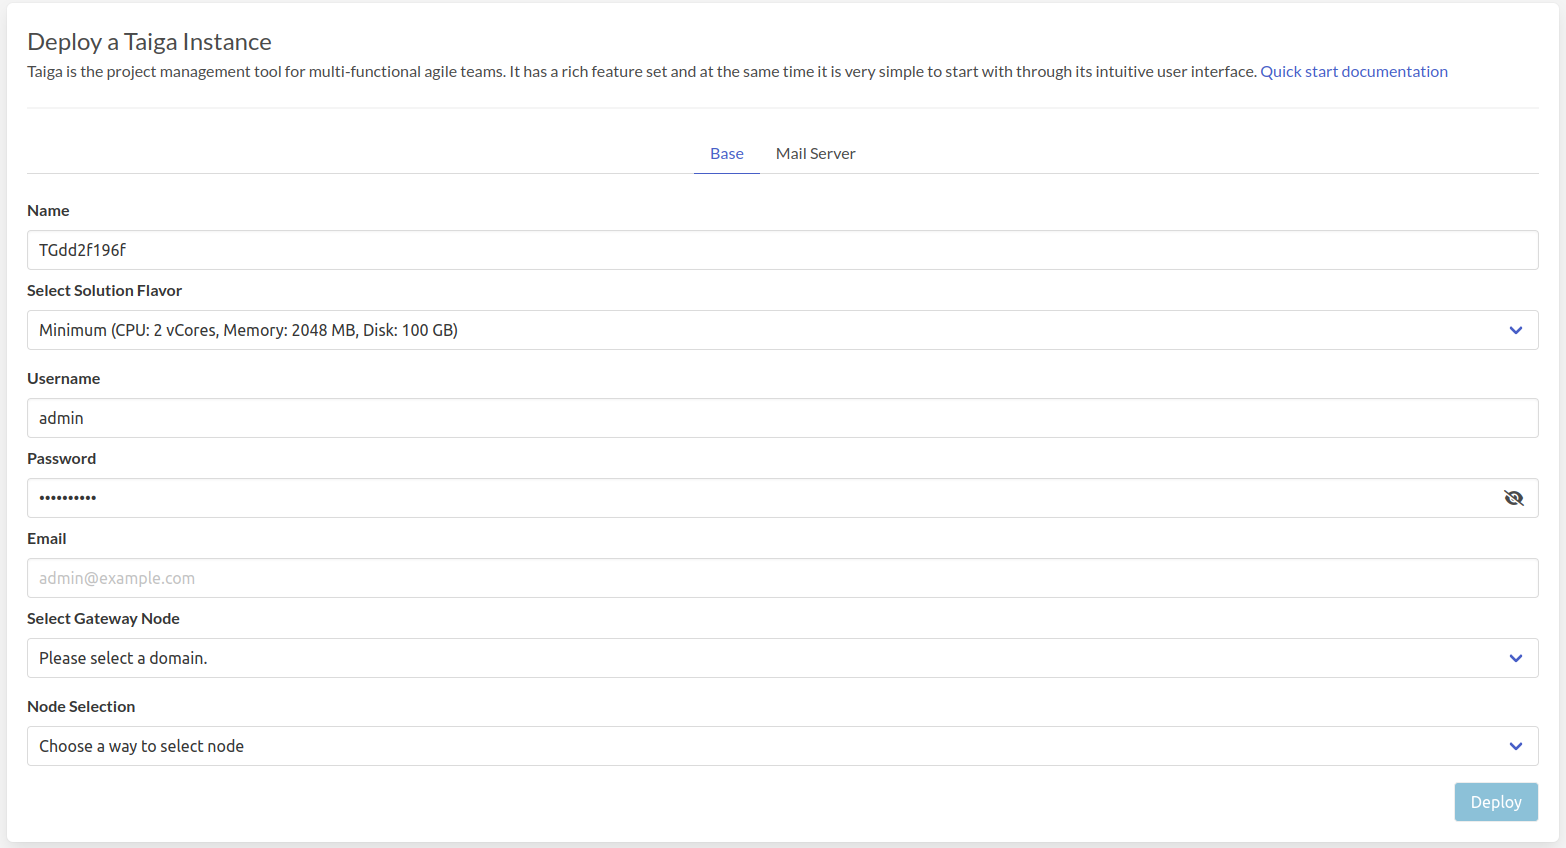 Deploy a Taiga Instance
Taiga is the project management tool for multi-functional agile teams. It has a rich feature set and at the same time it is very simple to start with through its intuitive user interface. Quick start documentation
Base Mail Server
Name
TGdd2f196f
Select Solution Flavor
Minimum (CPU: 2 vCores, Memory: 2048 MB, Disk: 100 GB)
Username
admin
Password
••••••••••
Email
admin@example.com
Select Gateway Node
Please select a domain.
Node Selection
Choose a way to select node
Deploy